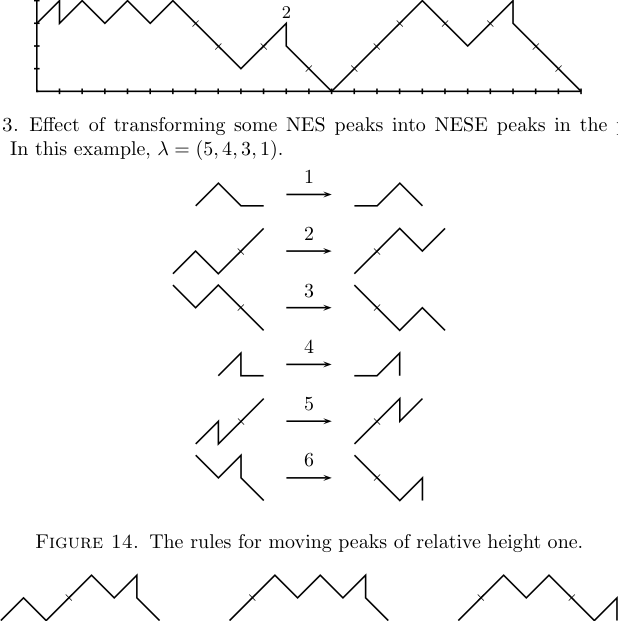 2
3. Effect of transforming some NES peaks into NESE peaks in the
In this example, λ = (5, 4, 3, 1).
1
2
3
4
5
6
FIGURE 14. The rules for moving peaks of relative height one.